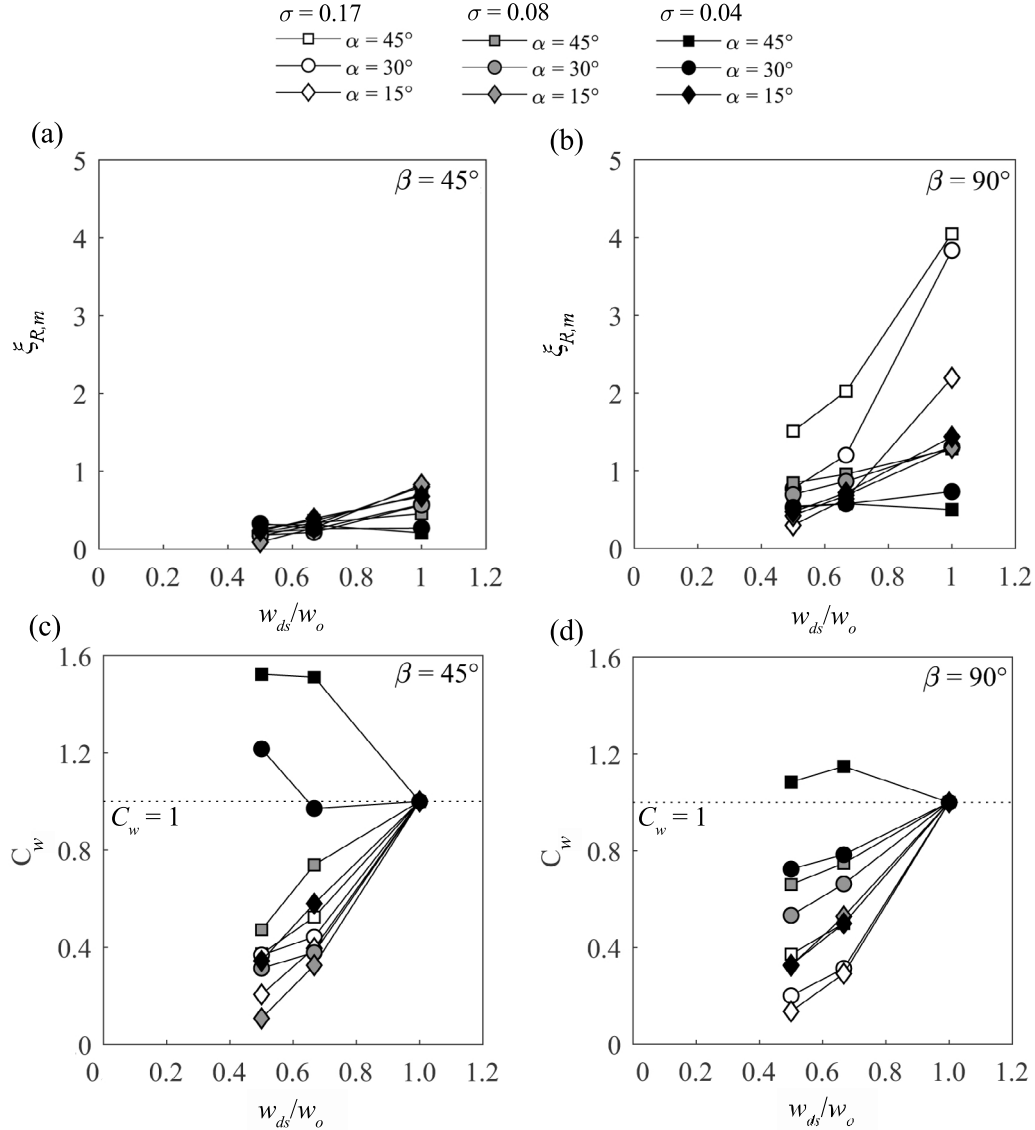 σ = 0.17 σ = 0.08 σ = 0.04
α = 45° α = 45° α = 45°
α = 30° α = 30° α = 30°
α = 15° α = 15° α = 15°
(a) (b)
5 5
β = 45° β = 90°
4 4
3 3
ξR,m ξR,m
2 2
1 1
0 0
0 0.2 0.4 0.6 0.8 1 1.2 0 0.2 0.4 0.6 0.8 1 1.2
wds/wo wds/wo
(c) (d)
1.6 1.6
β = 45° β = 90°
1.2 1.2
Cw = 1 Cw = 1
Cw Cw
0.8 0.8
0.4 0.4
0 0
0 0.2 0.4 0.6 0.8 1.0 1.2 0 0.2 0.4 0.6 0.8 1.0 1.2
wds/wo wds/wo